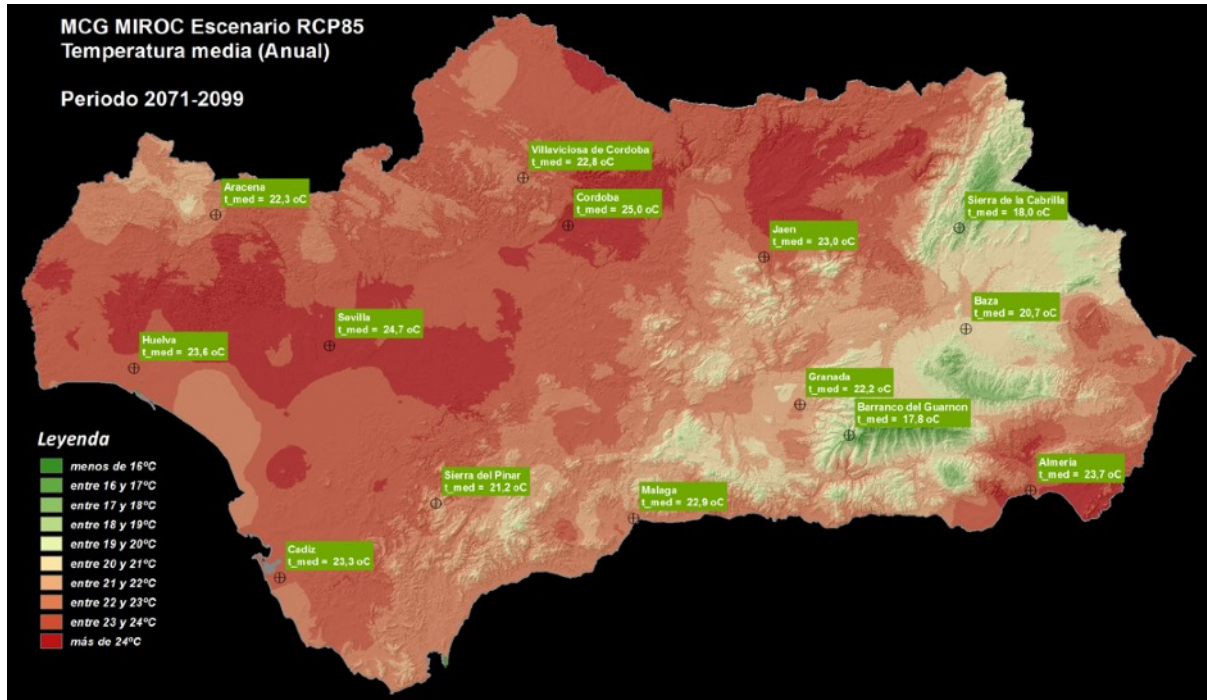 MCG MIROC Escenario RCP85
Temperatura media (Anual)
Periodo 2071-2099
Villaviciosa de Cordoba
t_med = 22,8 oC
Aracena
t_med = 22,3 oC
Cordoba
t_med = 25,0 oC
Jaen
t_med = 23,0 oC
Sierra de la Cabrilla
t_med = 18,0 oC
Baza
t_med = 20,7 oC
Sevilla
t_med = 24,7 oC
Huelva
t_med = 23,6 oC
Granada
t_med = 22,2 oC
Barranco del Guarnon
t_med = 17,8 oC
Almeria
t_med = 23,7 oC
Sierra del Pinar
t_med = 21,2 oC
Malaga
t_med = 22,9 oC
Cadiz
t_med = 23,3 oC
Leyenda
menos de 16ºC
entre 16 y 17ºC
entre 17 y 18ºC
entre 18 y 19ºC
entre 19 y 20ºC
entre 20 y 21ºC
entre 21 y 22ºC
entre 22 y 23ºC
entre 23 y 24ºC
más de 24ºC